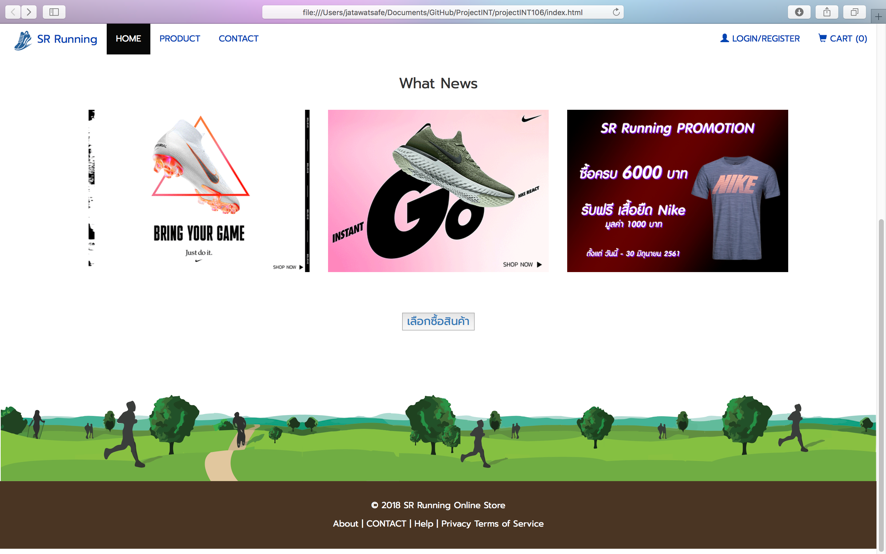 file:///Users/jatawatsafe/Documents/GitHub/ProjectINT/projectINT106/index.html
SR Running
HOME
PRODUCT
CONTACT
LOGIN/REGISTER
CART (0)
What News
BRING YOUR GAME
Just do it.
SHOP NOW
INSTANT
Go
NIKE REACT
SHOP NOW
SR Running PROMOTION
ซื้อครบ 6000 บาท
รับฟรี เสื้อยืด Nike
มูลค่า 1000 บาท
ตั้งแต่ วันนี้ - 30 มิถุนายน 2561
NIKE
เลือกซื้อสินค้า
© 2018 SR Running Online Store
About | CONTACT | Help | Privacy Terms of Service